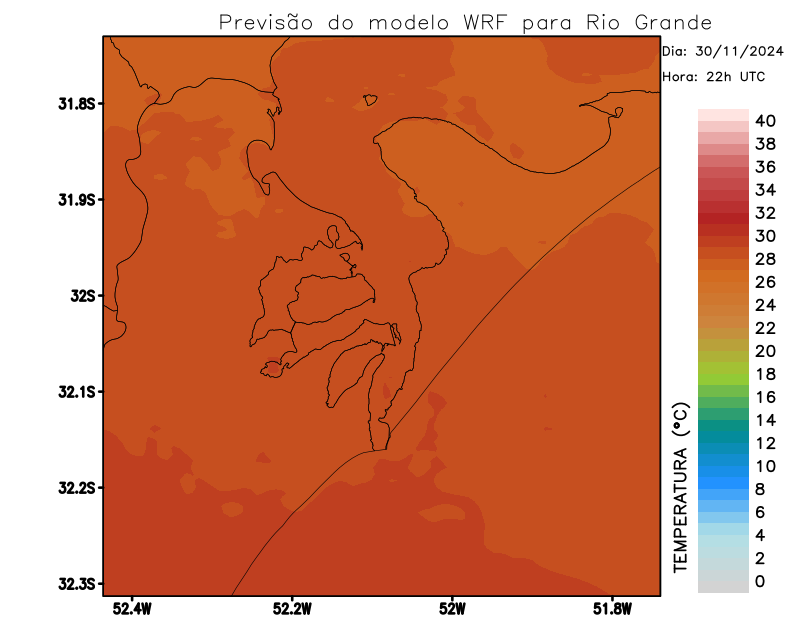 Previsão do modelo WRF para Rio Grande
Dia: 30/11/2024
Hora: 22h UTC
31.8S
31.9S
32S
32.1S
32.2S
32.3S
52.4W
52.2W
52W
51.8W
TEMPERATURA (°C)
40
38
36
34
32
30
28
26
24
22
20
18
16
14
12
10
8
6
4
2
0